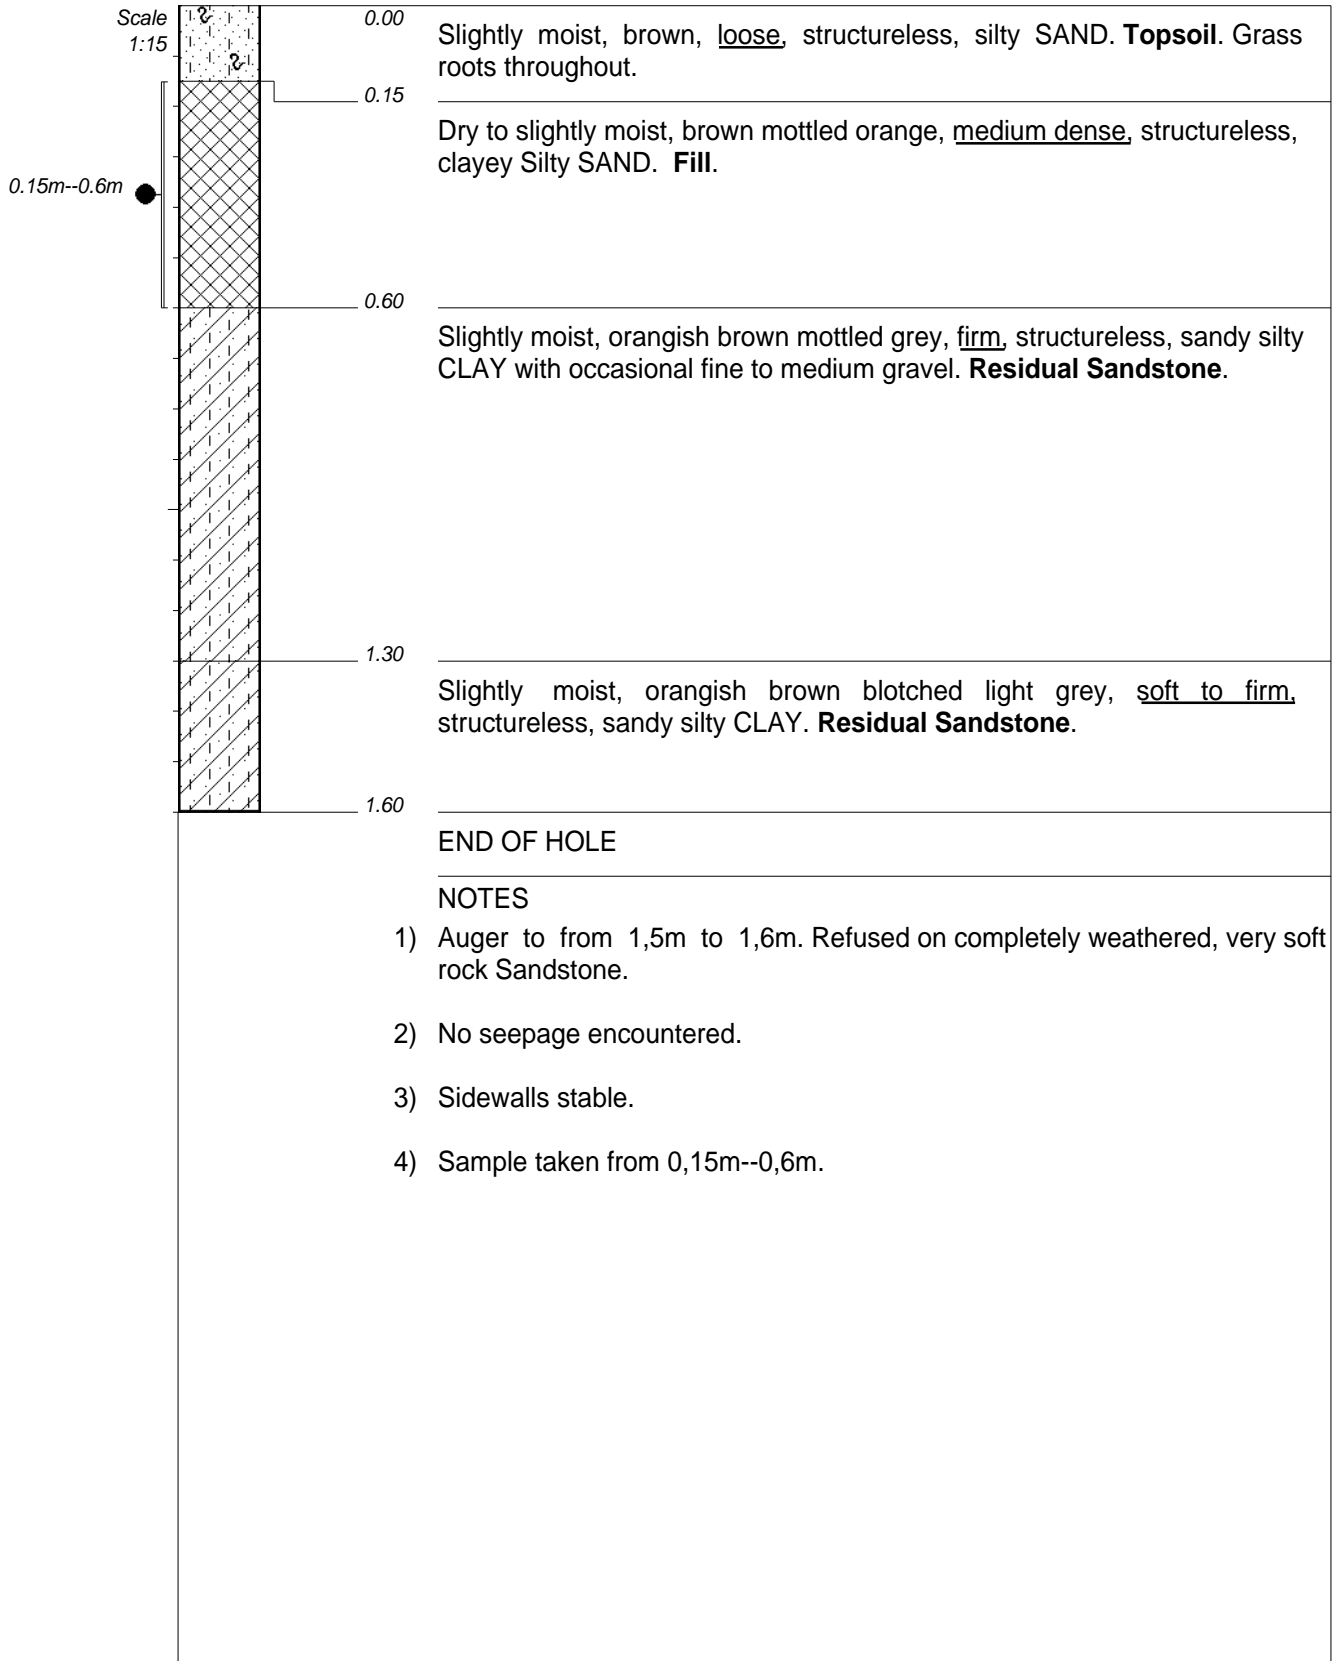 Scale
1:15
0.00
Slightly moist, brown, loose, structureless, silty SAND. Topsoil. Grass
roots throughout.
0.15
Dry to slightly moist, brown mottled orange, medium dense, structureless,
clayey Silty SAND. Fill.
0.15m--0.6m
0.60
Slightly moist, orangish brown mottled grey, firm, structureless, sandy silty
CLAY with occasional fine to medium gravel. Residual Sandstone.
1.30
Slightly moist, orangish brown blotched light grey, soft to firm,
structureless, sandy silty CLAY. Residual Sandstone.
1.60
END OF HOLE
NOTES
1) Auger to from 1,5m to 1,6m. Refused on completely weathered, very soft
rock Sandstone.
2) No seepage encountered.
3) Sidewalls stable.
4) Sample taken from 0,15m--0,6m.